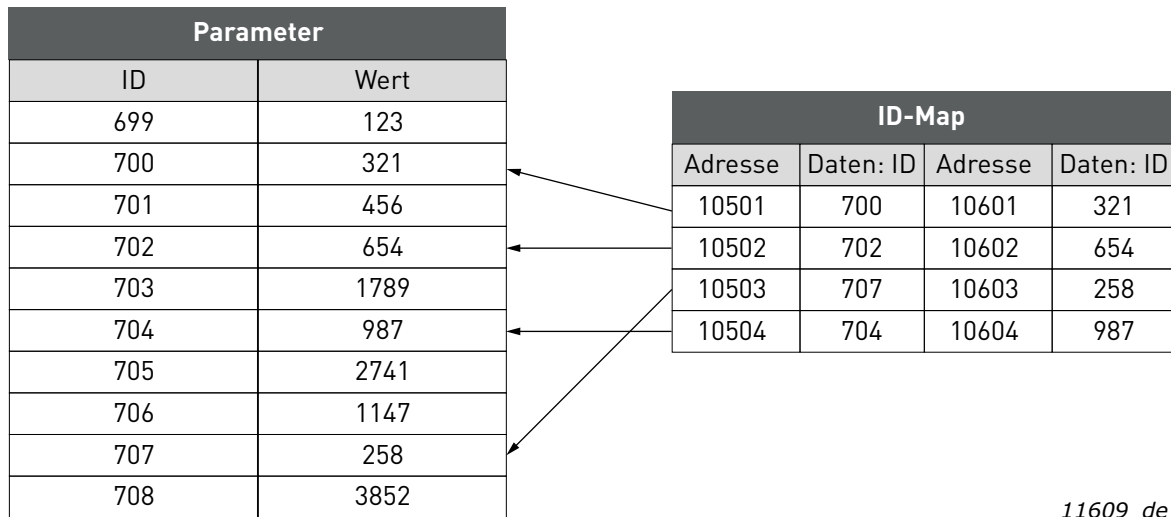 Parameter
ID Wert
699 123
700 321
701 456
702 654
703 1789
704 987
705 2741
706 1147
707 258
708 3852
ID-Map
Adresse Daten: ID Adresse Daten: ID
10501 700 10601 321
10502 702 10602 654
10503 707 10603 258
10504 704 10604 987
11609_de